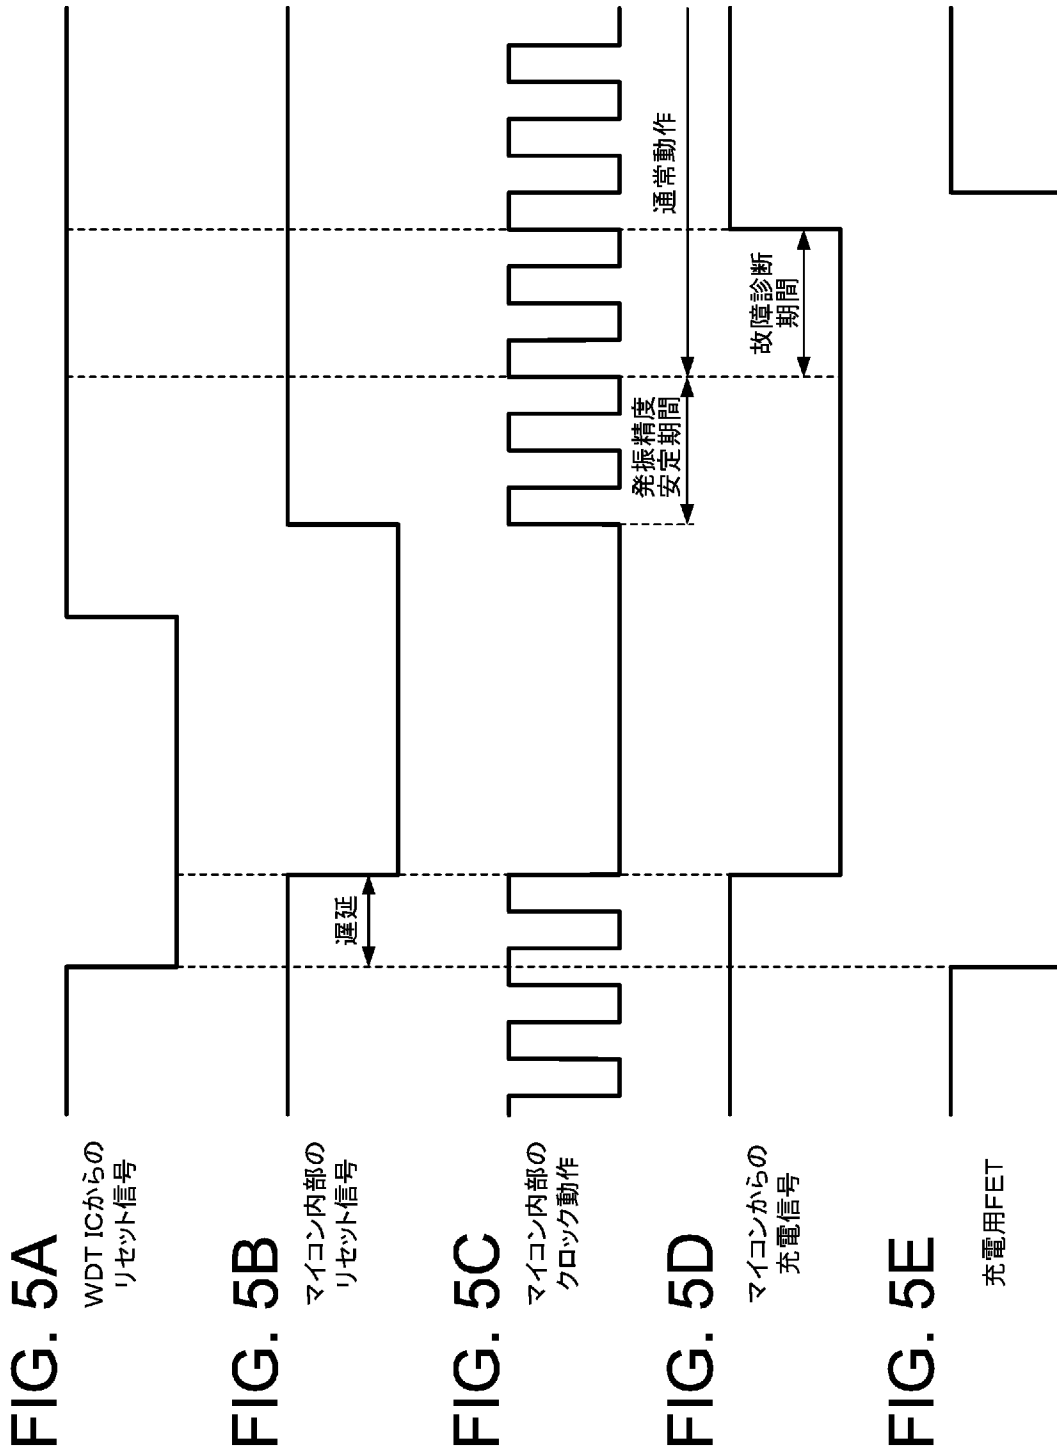 FIG. 5A
WDT ICからの
リセット信号
FIG. 5B
マイコン内部の
リセット信号
遅延
FIG. 5C
マイコン内部の
クロック動作
発振精度
安定期間
通常動作
FIG. 5D
マイコンからの
充電信号
故障診断
期間
FIG. 5E
充電用FET